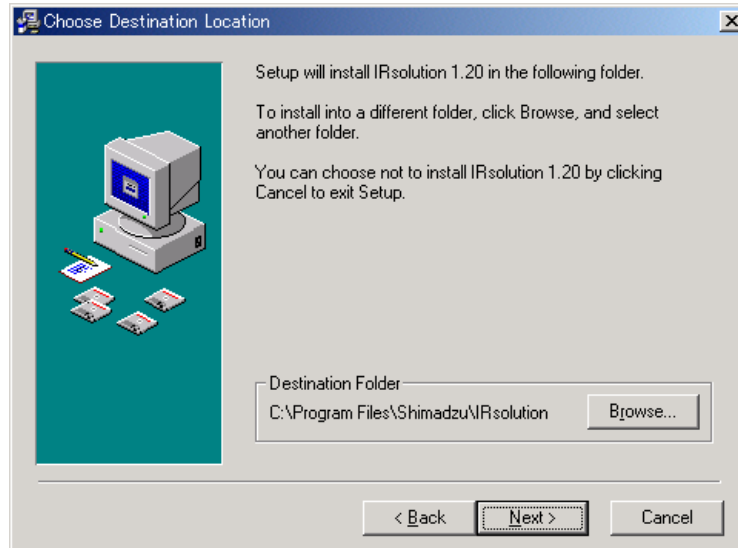 Choose Destination Location
Setup will install IRsolution 1.20 in the following folder.
To install into a different folder, click Browse, and select
another folder.
You can choose not to install IRsolution 1.20 by clicking
Cancel to exit Setup.
Destination Folder
C:\Program Files\Shimadzu\IRsolution
Browse...
< Back
Next >
Cancel